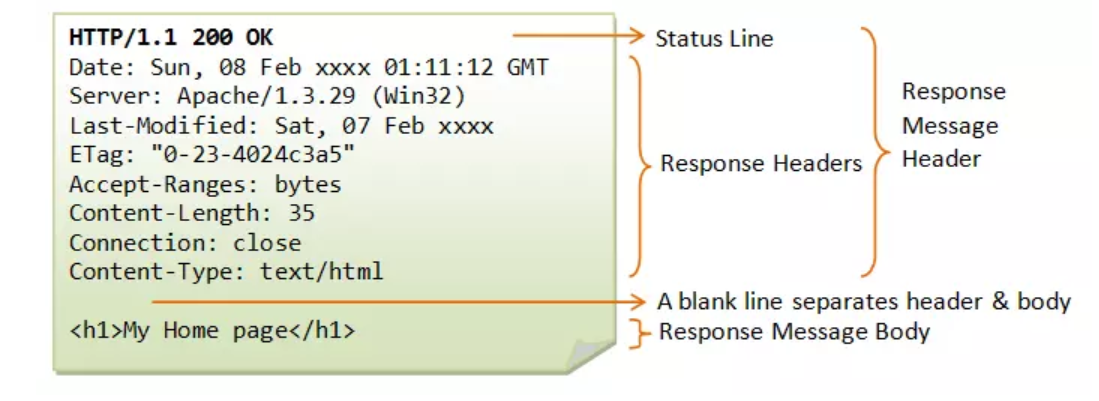 HTTP/1.1 200 OK
Date: Sun, 08 Feb xxxx 01:11:12 GMT
Server: Apache/1.3.29 (Win32)
Last-Modified: Sat, 07 Feb xxxx
ETag: "0-23-4024c3a5"
Accept-Ranges: bytes
Content-Length: 35
Connection: close
Content-Type: text/html
<h1>My Home page</h1>
Status Line
Response Headers
Response
Message
Header
A blank line separates header & body
Response Message Body